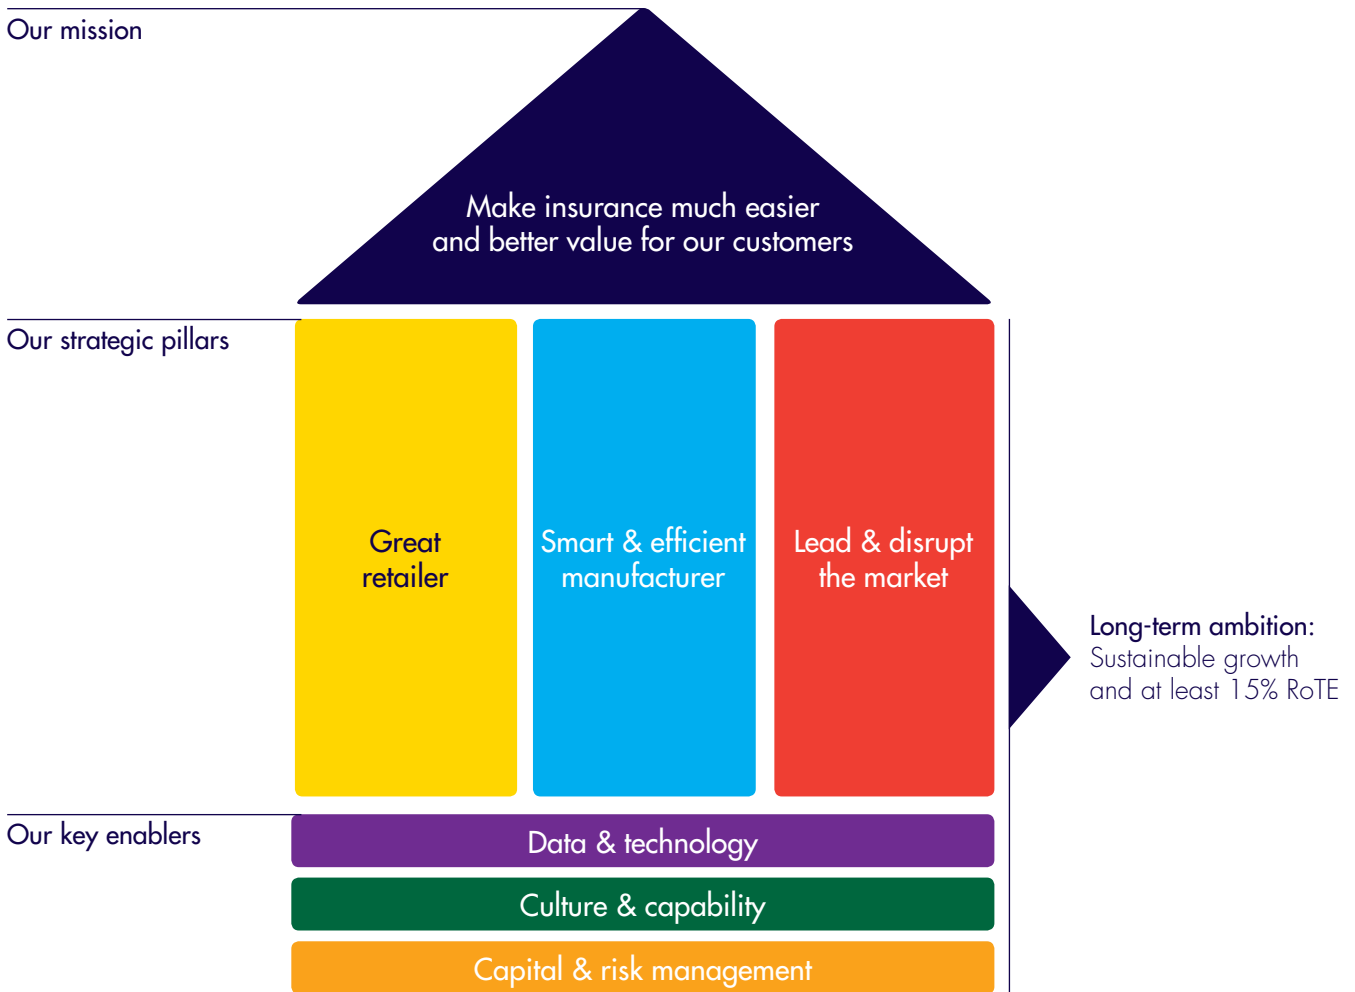 Our mission
Make insurance much easier
and better value for our customers
Our strategic pillars
Great
retailer
Smart & efficient
manufacturer
Lead & disrupt
the market
Long-term ambition:
Sustainable growth
and at least 15% RoTE
Our key enablers
Data & technology
Culture & capability
Capital & risk management